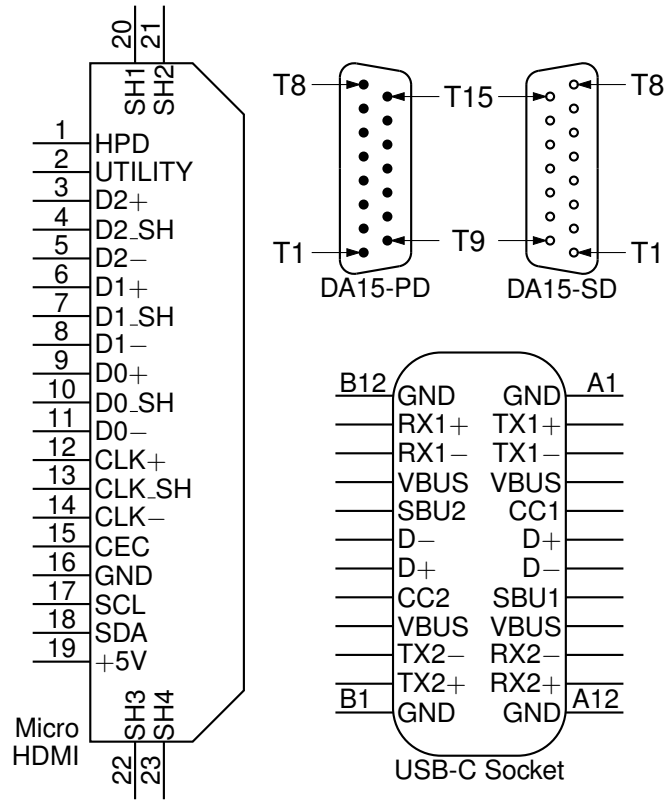 20 21
SH1 SH2
1 HPD
2 UTILITY
3 D2+
4 D2_SH
5 D2−
6 D1+
7 D1_SH
8 D1−
9 D0+
10 D0_SH
11 D0−
12 CLK+
13 CLK_SH
14 CLK−
15 CEC
16 GND
17 SCL
18 SDA
19 +5V
SH3 SH4
22 23
Micro
HDMI
T8 T15 T8
T1 T9 T1
DA15-PD DA15-SD
B12 GND GND A1
RX1+ TX1+
RX1− TX1−
VBUS VBUS
SBU2 CC1
D− D+
D+ D−
CC2 SBU1
VBUS VBUS
TX2− RX2−
TX2+ RX2+
B1 GND GND A12
USB-C Socket